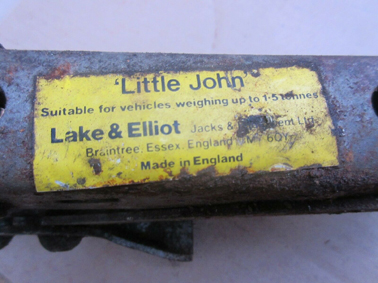 'Little John'
Suitable for vehicles weighing up to 1·5 tonnes
Lake & Elliot Jacks & Ltd.
Braintree, Essex, England
Made in England